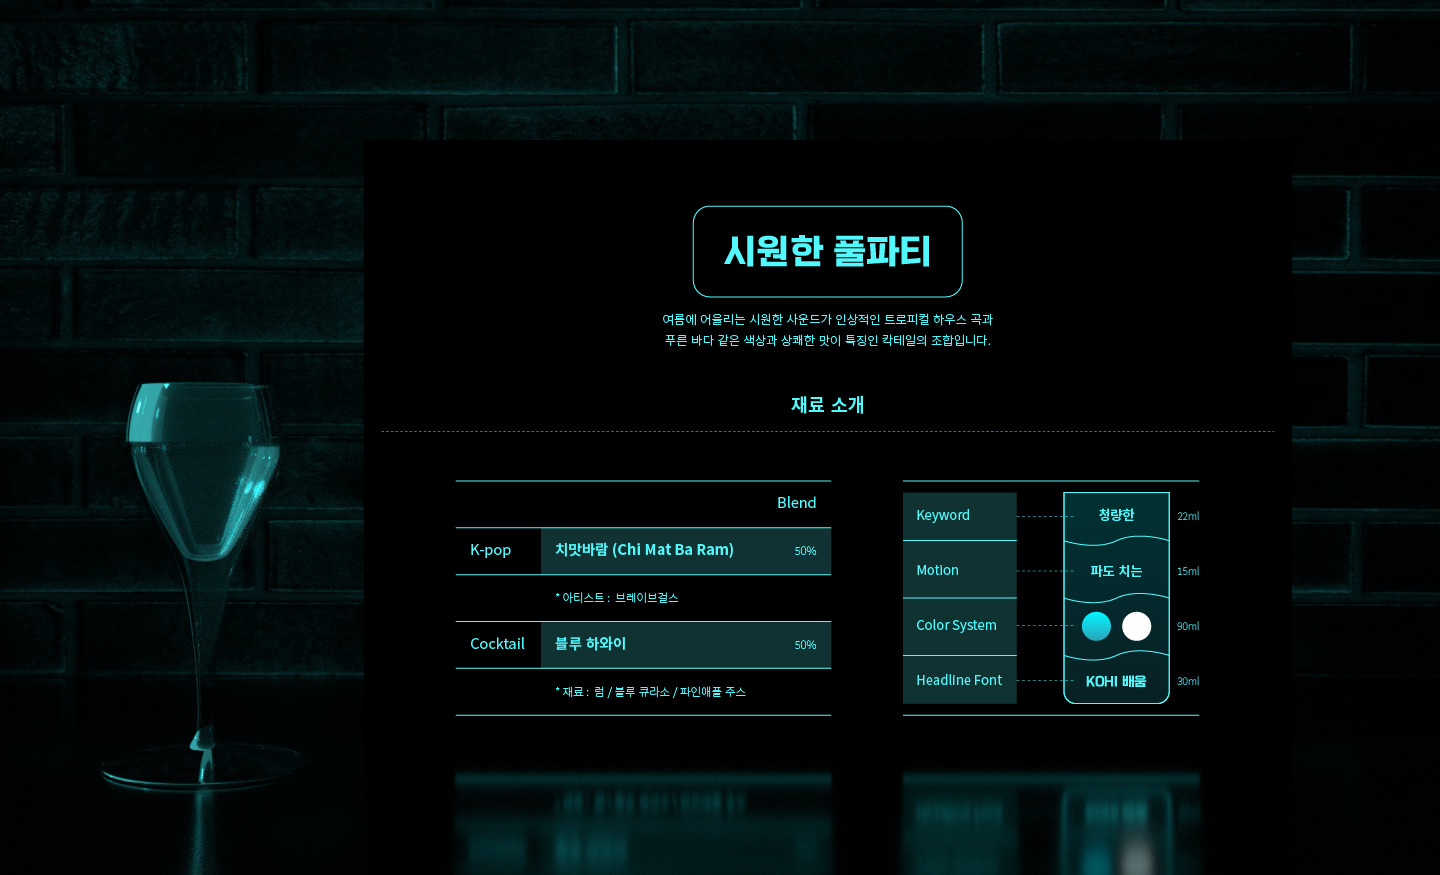 시원한 풀파티
여름에 어울리는 시원한 사운드가 인상적인 트로피컬 하우스 곡과
푸른 바다 같은 색상과 상쾌한 맛이 특징인 칵테일의 조합입니다.
재료 소개
Blend
K-pop 치맛바람 (Chi Mat Ba Ram) 50%
* 아티스트 : 브레이브걸스
Cocktail 블루 하와이 50%
* 재료 : 럼 / 블루 큐라소 / 파인애플 주스
Keyword 청량한 22ml
Motion 파도 치는 15ml
Color System 90ml
Headline Font KOHI 배움 30ml